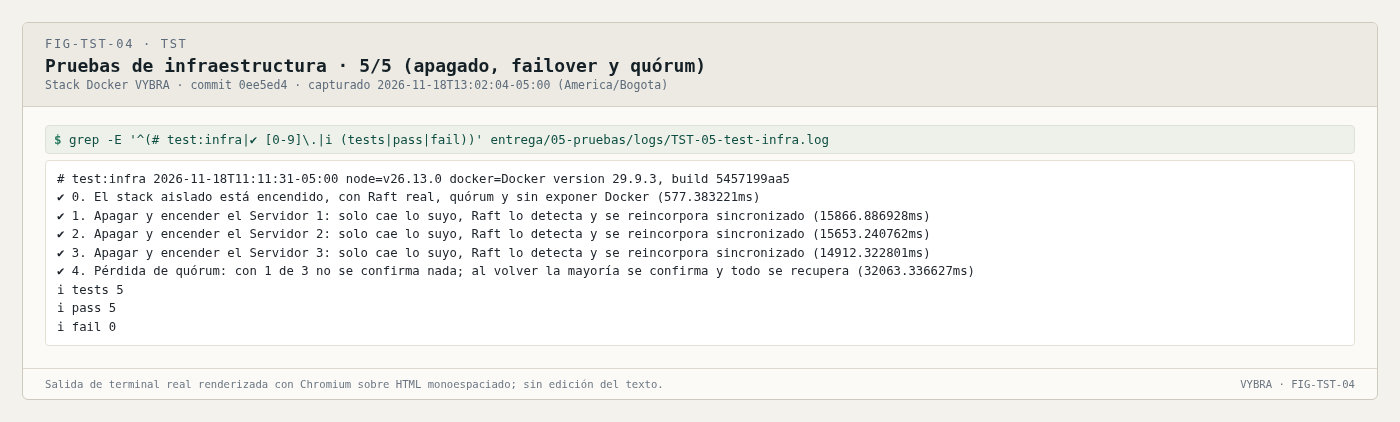 FIG-TST-04 · TST
Pruebas de infraestructura · 5/5 (apagado, failover y quórum)
Stack Docker VYBRA · commit 0ee5ed4 · capturado 2026-11-18T13:02:04-05:00 (America/Bogota)
$ grep -E '^(# test:infra|✔ [0-9]\.|i (tests|pass|fail))' entrega/05-pruebas/logs/TST-05-test-infra.log
# test:infra 2026-11-18T11:11:31-05:00 node=v26.13.0 docker=Docker version 29.9.3, build 5457199aa5
✔ 0. El stack aislado está encendido, con Raft real, quórum y sin exponer Docker (577.383221ms)
✔ 1. Apagar y encender el Servidor 1: solo cae lo suyo, Raft lo detecta y se reincorpora sincronizado (15866.886928ms)
✔ 2. Apagar y encender el Servidor 2: solo cae lo suyo, Raft lo detecta y se reincorpora sincronizado (15653.240762ms)
✔ 3. Apagar y encender el Servidor 3: solo cae lo suyo, Raft lo detecta y se reincorpora sincronizado (14912.322801ms)
✔ 4. Pérdida de quórum: con 1 de 3 no se confirma nada; al volver la mayoría se confirma y todo se recupera (32063.336627ms)
i tests 5
i pass 5
i fail 0
Salida de terminal real renderizada con Chromium sobre HTML monoespaciado; sin edición del texto.
VYBRA · FIG-TST-04